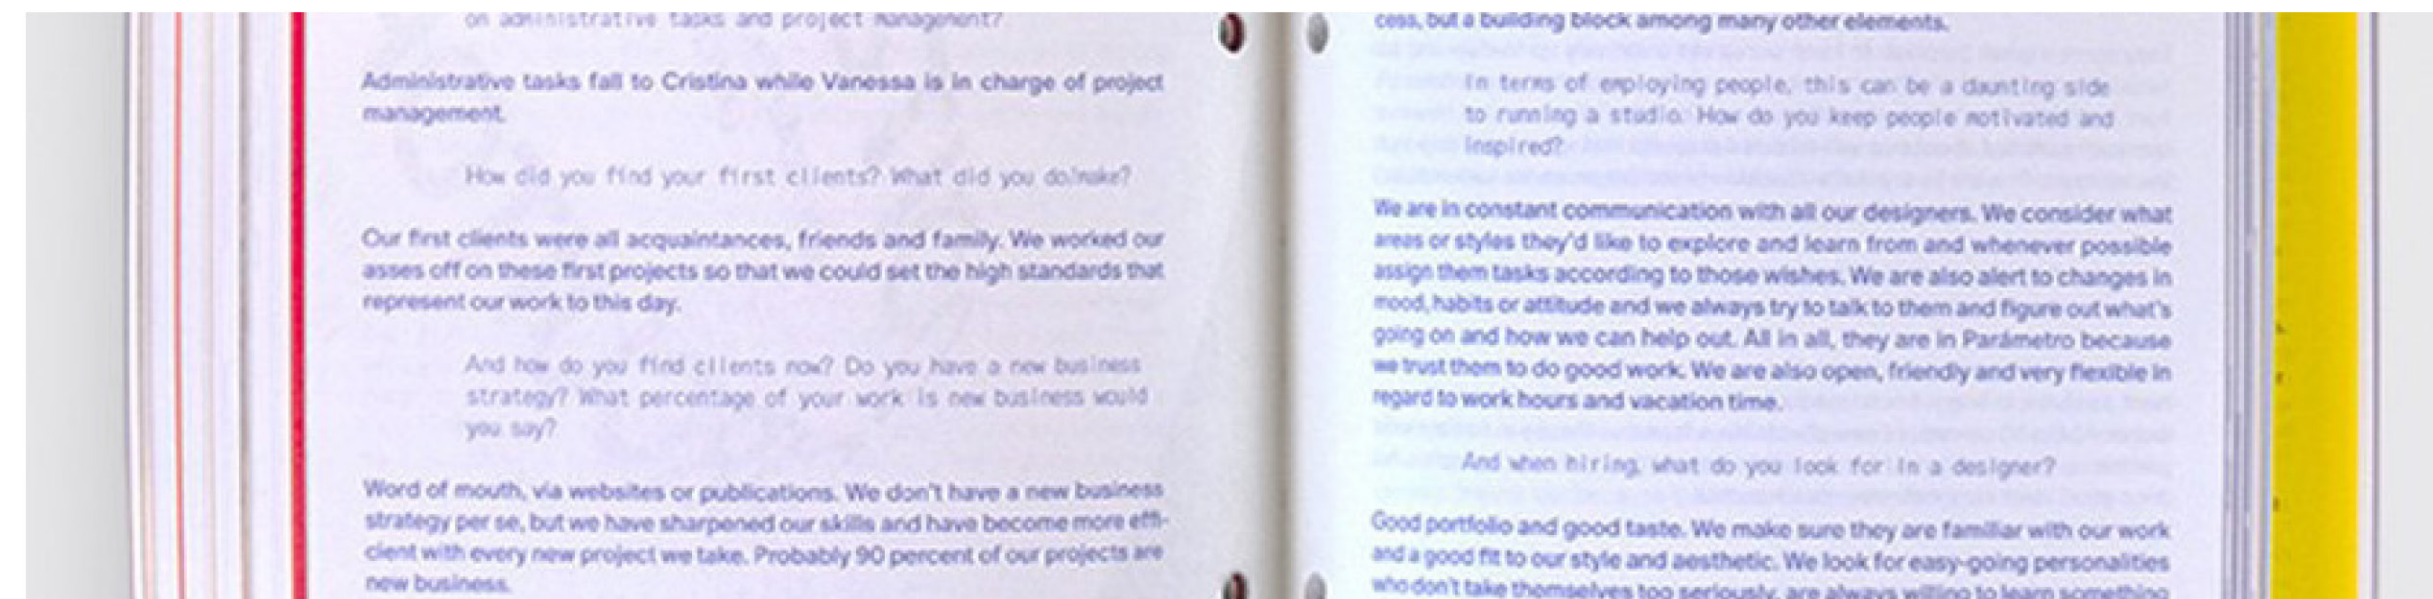 on administrative tasks and project management?
Administrative tasks fall to Cristina while Vanessa is in charge of project
management.
How did you find your first clients? What did you do/make?
Our first clients were all acquaintances, friends and family. We worked our
asses off on these first projects so that we could set the high standards that
represent our work to this day.
And how do you find clients now? Do you have a new business
strategy? What percentage of your work is new business would
you say?
Word of mouth, via websites or publications. We don't have a new business
strategy per se, but we have sharpened our skills and have become more effi-
cient with every new project we take. Probably 90 percent of our projects are
new business.
cess, but a building block among many other elements.
In terms of employing people, this can be a daunting side
to running a studio. How do you keep people motivated and
inspired?
We are in constant communication with all our designers. We consider what
areas or styles they'd like to explore and learn from and whenever possible
assign them tasks according to those wishes. We are also alert to changes in
mood, habits or attitude and we always try to talk to them and figure out what's
going on and how we can help out. All in all, they are in Parámetro because
we trust them to do good work. We are also open, friendly and very flexible in
regard to work hours and vacation time.
And when hiring, what do you look for in a designer?
Good portfolio and good taste. We make sure they are familiar with our work
and a good fit to our style and aesthetic. We look for easy-going personalities
who don't take themselves too seriously, are always willing to learn something